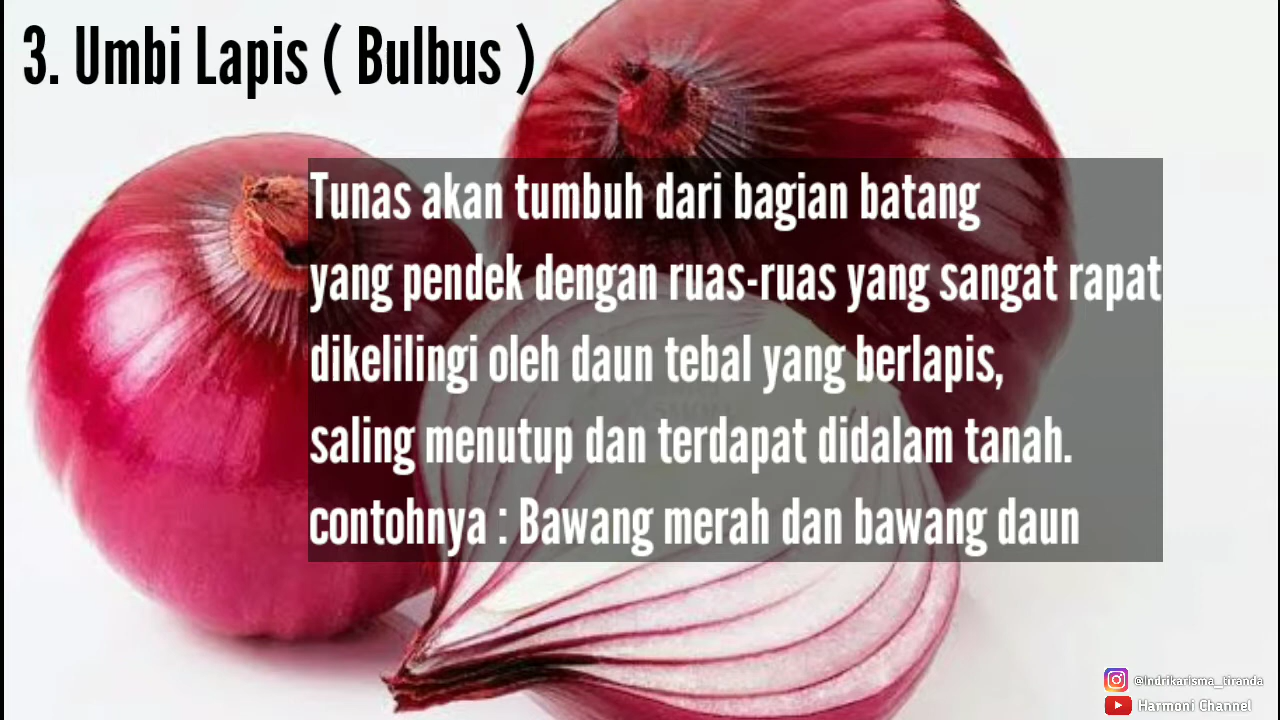 3. Umbi Lapis ( Bulbus )
Tunas akan tumbuh dari bagian batang
yang pendek dengan ruas-ruas yang sangat rapat
dikelilingi oleh daun tebal yang berlapis,
saling menutup dan terdapat didalam tanah.
contohnya : Bawang merah dan bawang daun
@Indrikarisma_tiranda
Harmoni Channel